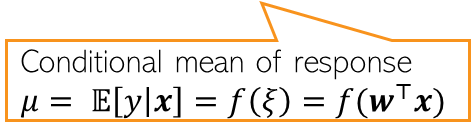 Conditional mean of response
μ = 𝔼[y|𝒙] = f(ξ) = f(𝒘⊤𝒙)